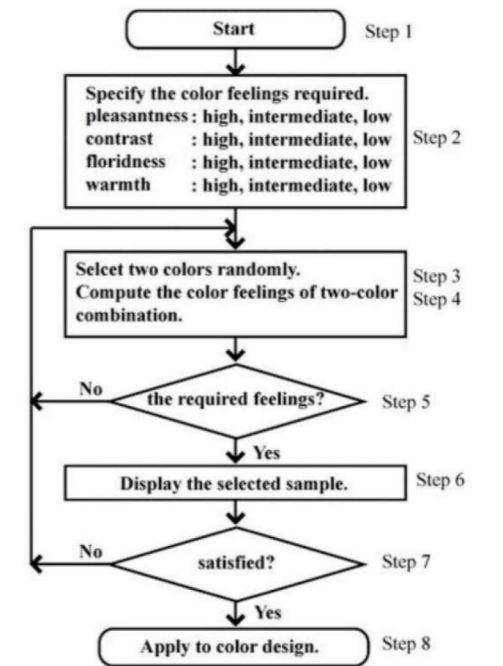 Start
Step 1
Specify the color feelings required.
pleasantness : high, intermediate, low
contrast : high, intermediate, low
Step 2
floridness : high, intermediate, low
warmth : high, intermediate, low
Selcet two colors randomly.
Step 3
Compute the color feelings of two-color
Step 4
combination.
No
the required feelings?
Step 5
Yes
Display the selected sample.
Step 6
No
satisfied?
Step 7
Yes
Apply to color design.
Step 8